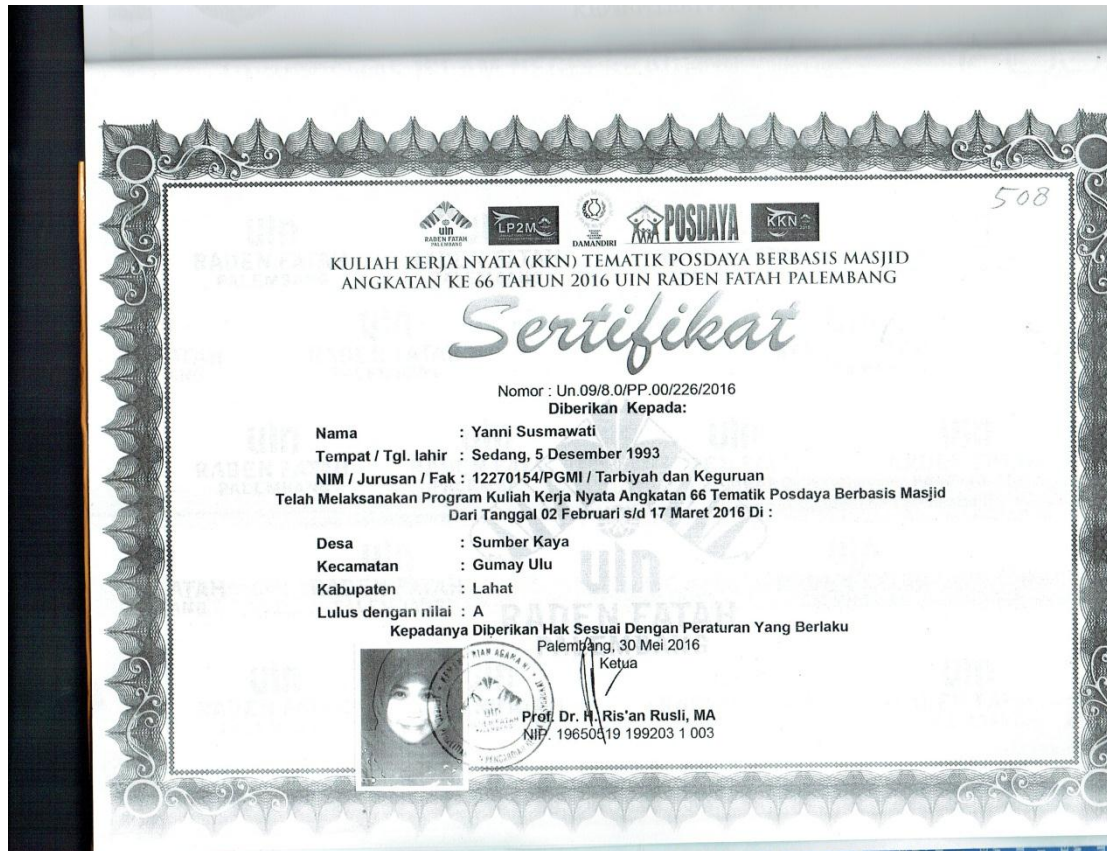 508
uin
RADEN FATAH
PALEMBANG
LP2M
DAMANDIRI
POSDAYA
KKN
KULIAH KERJA NYATA (KKN) TEMATIK POSDAYA BERBASIS MASJID
ANGKATAN KE 66 TAHUN 2016 UIN RADEN FATAH PALEMBANG
Sertifikat
Nomor : Un.09/8.0/PP.00/226/2016
Diberikan Kepada:
Nama : Yanni Susmawati
Tempat / Tgl. lahir : Sedang, 5 Desember 1993
NIM / Jurusan / Fak : 12270154/PGMI / Tarbiyah dan Keguruan
Telah Melaksanakan Program Kuliah Kerja Nyata Angkatan 66 Tematik Posdaya Berbasis Masjid
Dari Tanggal 02 Februari s/d 17 Maret 2016 Di :
Desa : Sumber Kaya
Kecamatan : Gumay Ulu
Kabupaten : Lahat
Lulus dengan nilai : A
Kepadanya Diberikan Hak Sesuai Dengan Peraturan Yang Berlaku
Palembang, 30 Mei 2016
Ketua
Prof. Dr. H. Ris'an Rusli, MA
NIP. 19650519 199203 1 003
uin
RADEN FATAH